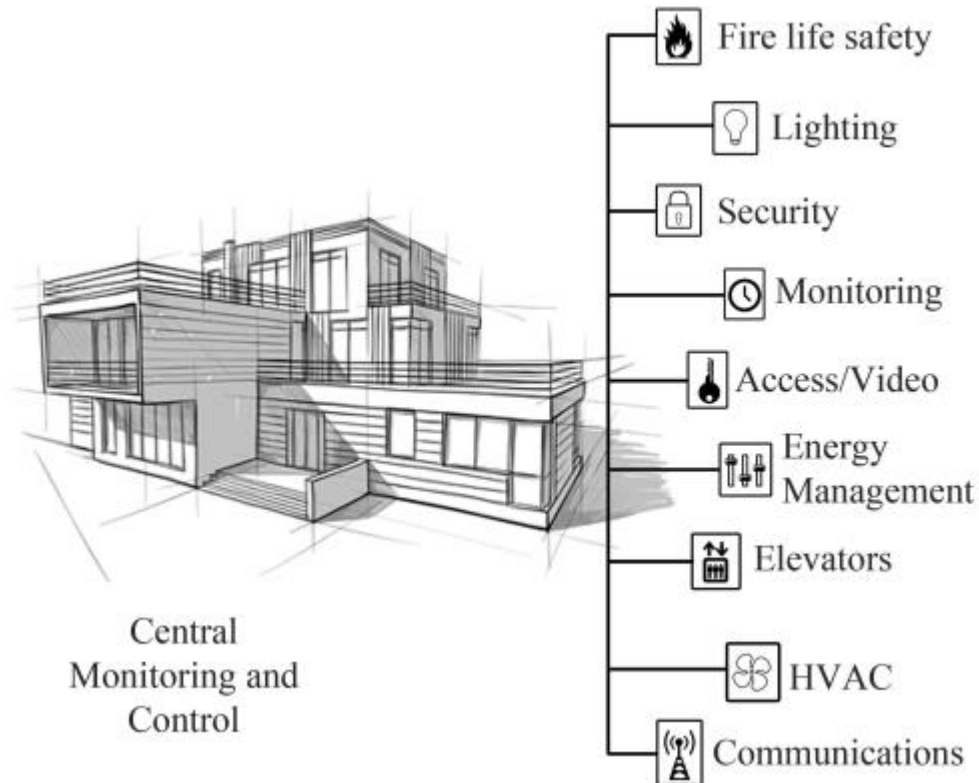 Fire life safety
Lighting
Security
Monitoring
Access/Video
Energy
Management
Elevators
HVAC
Communications
Central
Monitoring and
Control